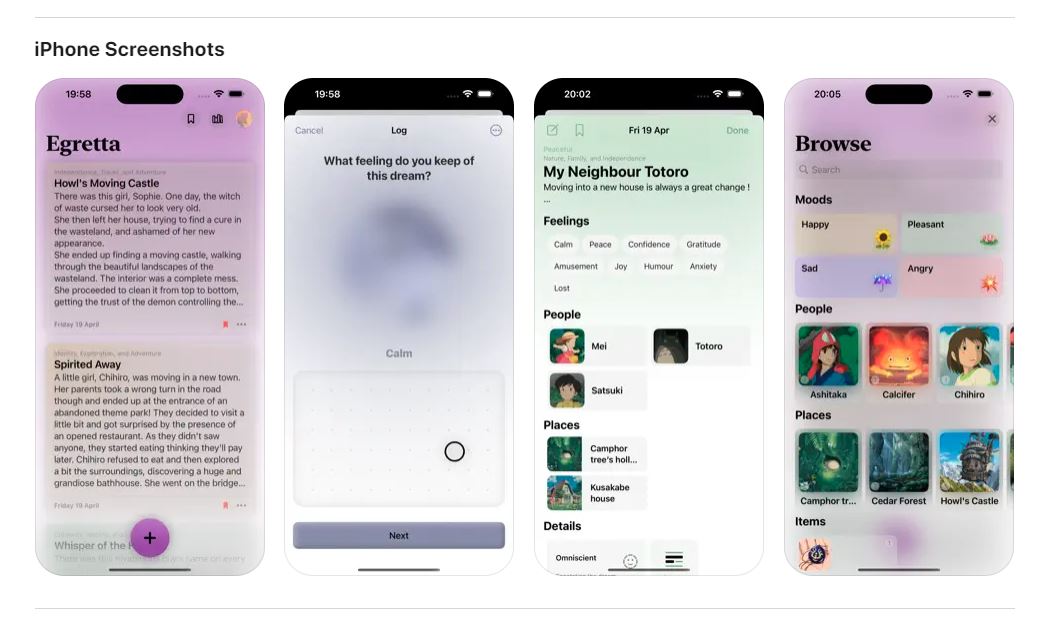 iPhone Screenshots
19:58
Egretta
Independence, Travel, and Adventure
Howl's Moving Castle
There was this girl, Sophie. One day, the witch
of waste cursed her to look very old.
She then left her house, trying to find a cure in
the wasteland, and ashamed of her new
appearance.
She ended up finding a moving castle, walking
through the beautiful landscapes of the
wasteland. The interior was a complete mess.
She proceeded to clean it from top to bottom,
getting the trust of the demon controlling the...
Friday 19 April
Identity, Exploration, and Adventure
Spirited Away
A little girl, Chihiro, was moving in a new town.
Her parents took a wrong turn in the road
though and ended up at the entrance of an
abandoned theme park! They decided to visit a
little bit and got surprised by the presence of
an opened restaurant. As they didn't saw
anyone, they started eating thinking they'll pay
later. Chihiro refused to eat and then explored
a bit the surroundings, discovering a huge and
grandiose bathhouse. She went on the bridge...
Friday 19 April
Whisper of the
19:58
Cancel
Log
What feeling do you keep of
this dream?
Calm
Next
20:02
Fri 19 Apr
Done
Peaceful
Nature, Family, and Independence
My Neighbour Totoro
Moving into a new house is always a great change !
...
Feelings
Calm Peace Confidence Gratitude
Amusement Joy Humour Anxiety
Lost
People
Mei
Totoro
Satsuki
Places
Camphor
tree's holl...
Kusakabe
house
Details
Omniscient
20:05
Browse
Search
Moods
Happy
Pleasant
Sad
Angry
People
Ashitaka
Calcifer
Chihiro
Places
Camphor tr...
Cedar Forest
Howl's Castle
Items